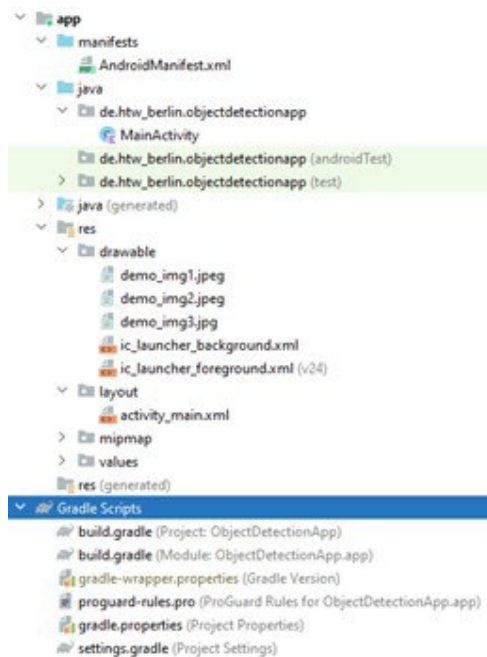 app
manifests
AndroidManifest.xml
java
de.htw_berlin.objectdetectionapp
MainActivity
de.htw_berlin.objectdetectionapp (androidTest)
de.htw_berlin.objectdetectionapp (test)
java (generated)
res
drawable
demo_img1.jpeg
demo_img2.jpeg
demo_img3.jpg
ic_launcher_background.xml
ic_launcher_foreground.xml (v24)
layout
activity_main.xml
mipmap
values
res (generated)
Gradle Scripts
build.gradle (Project: ObjectDetectionApp)
build.gradle (Module: ObjectDetectionApp.app)
gradle-wrapper.properties (Gradle Version)
proguard-rules.pro (ProGuard Rules for ObjectDetectionApp.app)
gradle.properties (Project Properties)
settings.gradle (Project Settings)